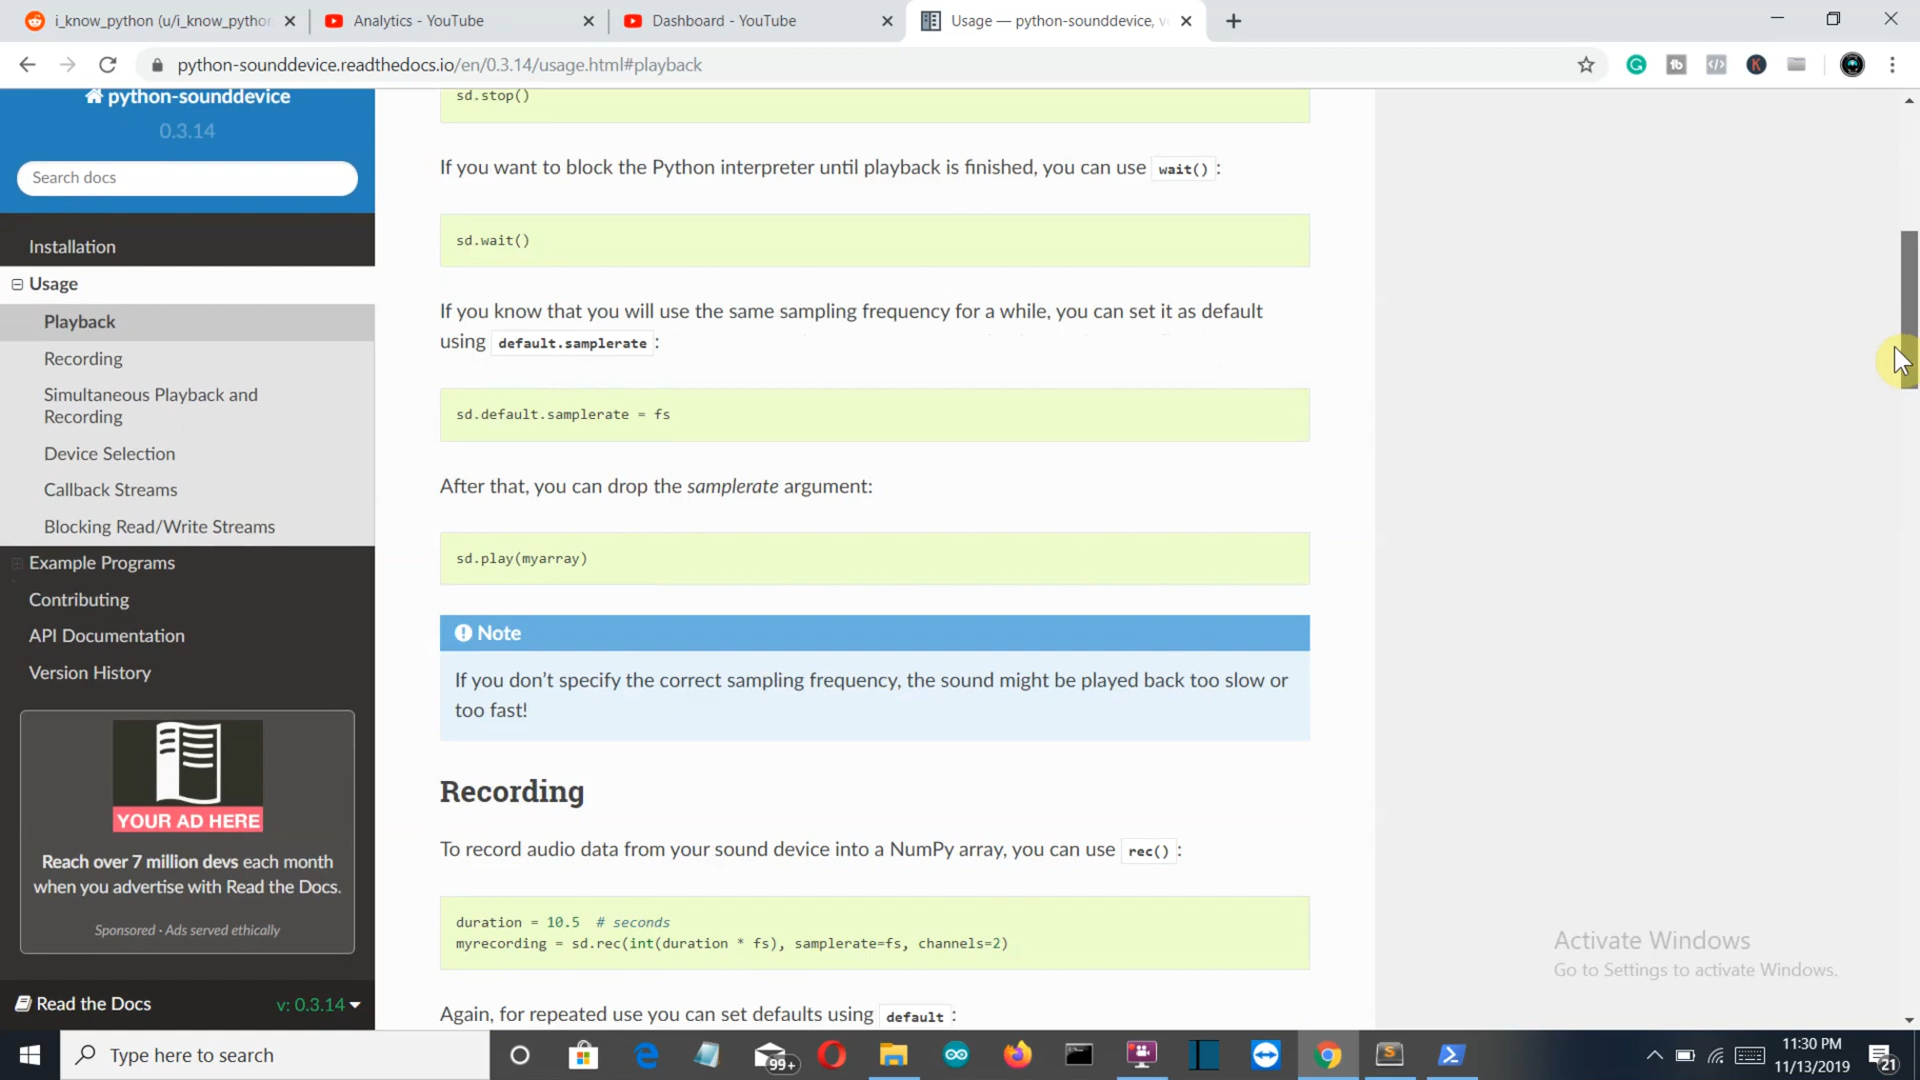 i_know_python (u/i_know_python
Analytics - YouTube
Dashboard - YouTube
Usage — python-sounddevice, ve
python-sounddevice.readthedocs.io/en/0.3.14/usage.html#playback
python-sounddevice
0.3.14
Search docs
Installation
Usage
Playback
Recording
Simultaneous Playback and
Recording
Device Selection
Callback Streams
Blocking Read/Write Streams
Example Programs
Contributing
API Documentation
Version History
YOUR AD HERE
Reach over 7 million devs each month
when you advertise with Read the Docs.
Sponsored · Ads served ethically
Read the Docs
v: 0.3.14
sd.stop()
If you want to block the Python interpreter until playback is finished, you can use wait() :
sd.wait()
If you know that you will use the same sampling frequency for a while, you can set it as default
using default.samplerate :
sd.default.samplerate = fs
After that, you can drop the samplerate argument:
sd.play(myarray)
Note
If you don't specify the correct sampling frequency, the sound might be played back too slow or
too fast!
Recording
To record audio data from your sound device into a NumPy array, you can use rec() :
duration = 10.5 # seconds
myrecording = sd.rec(int(duration * fs), samplerate=fs, channels=2)
Again, for repeated use you can set defaults using default :
Activate Windows
Go to Settings to activate Windows.
Type here to search
99+
11:30 PM
11/13/2019
21